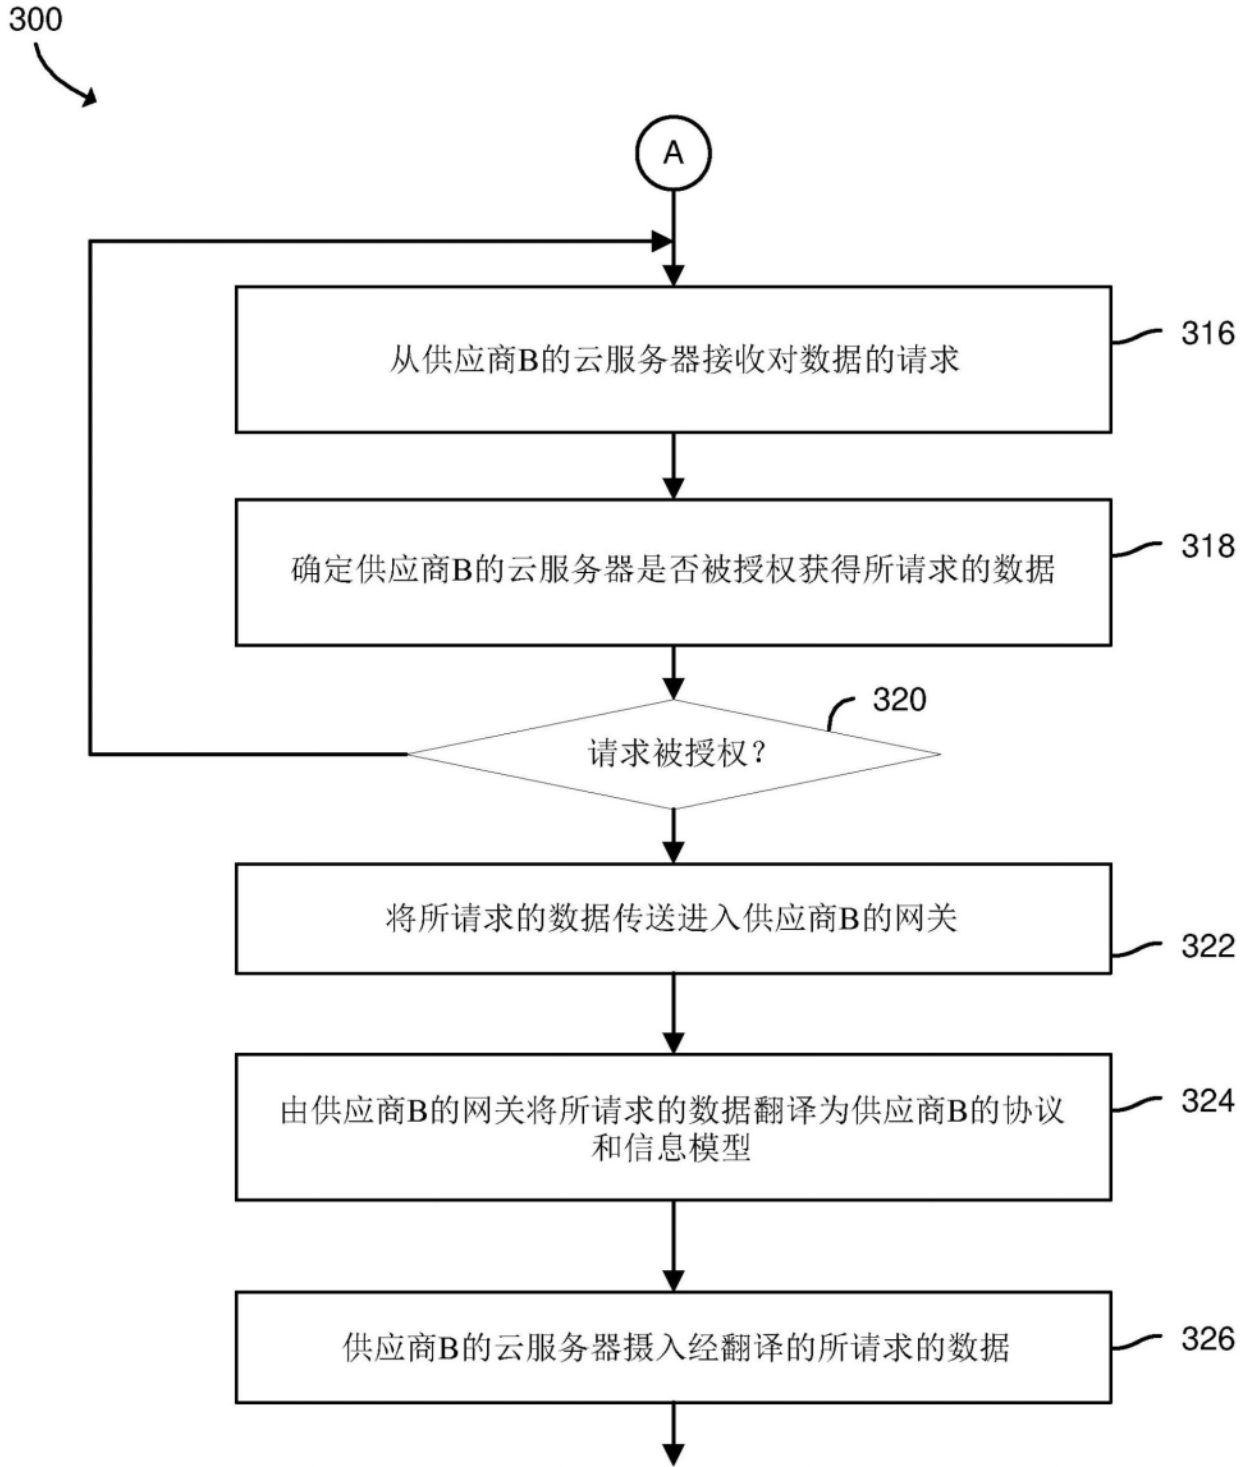 300
A
从供应商B的云服务器接收对数据的请求
316
确定供应商B的云服务器是否被授权获得所请求的数据
318
320
请求被授权？
将所请求的数据传送进入供应商B的网关
322
由供应商B的网关将所请求的数据翻译为供应商B的协议
和信息模型
324
供应商B的云服务器摄入经翻译的所请求的数据
326